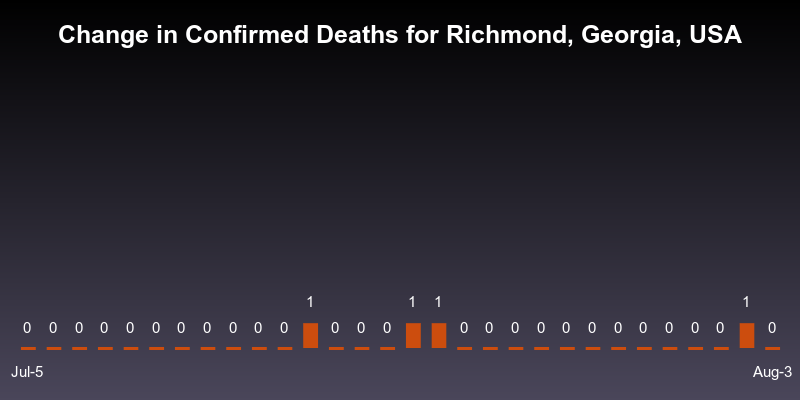 Change in Confirmed Deaths for Richmond, Georgia, USA
1 1 1 1
0 0 0 0 0 0 0 0 0 0 0 0 0 0 0 0 0 0 0 0 0 0 0 0 0 0
Jul-5 Aug-3